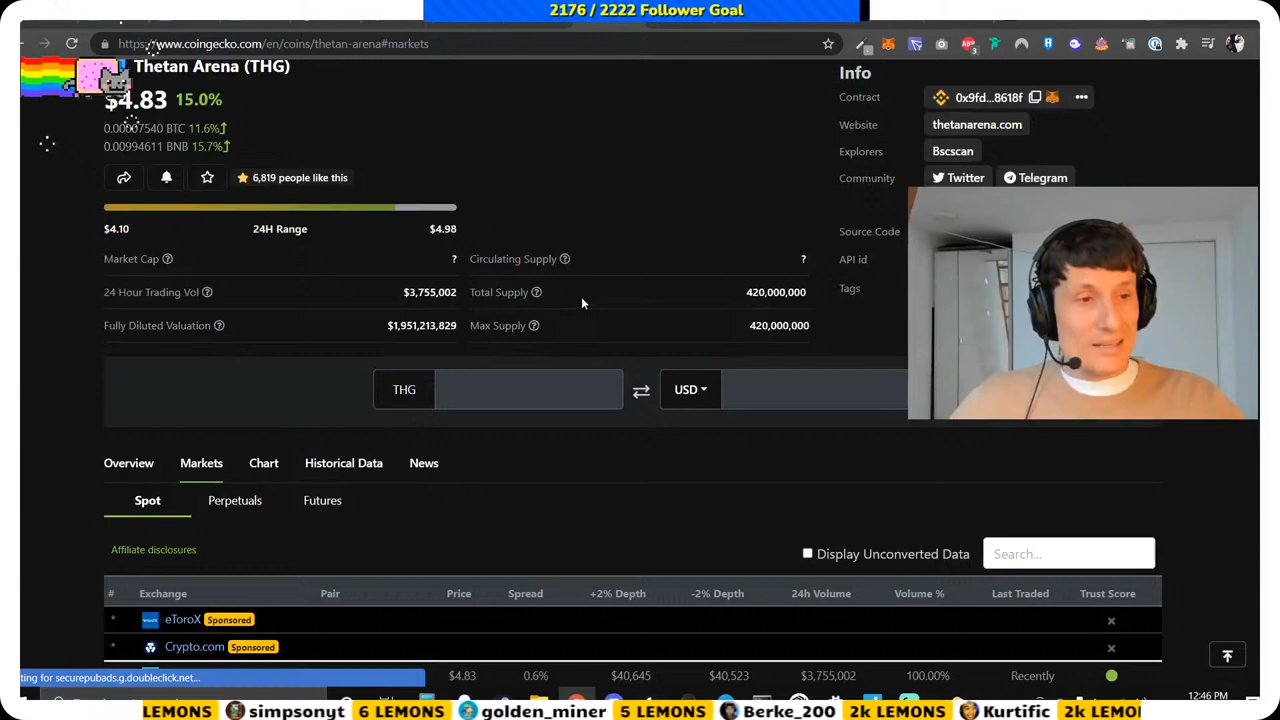 2176 / 2222 Follower Goal
https://www.coingecko.com/en/coins/thetan-arena#markets
Thetan Arena (THG)
$4.83 15.0%
0.00007540 BTC 11.6%
0.00994611 BNB 15.7%
6,819 people like this
$4.10 24H Range $4.98
Market Cap ? Circulating Supply ?
24 Hour Trading Vol $3,755,002 Total Supply 420,000,000
Fully Diluted Valuation $1,951,213,829 Max Supply 420,000,000
Info
Contract 0x9fd...8618f
Website thetanarena.com
Explorers Bscscan
Community Twitter Telegram
Source Code
API id
Tags
THG USD
Overview Markets Chart Historical Data News
Spot Perpetuals Futures
Affiliate disclosures Display Unconverted Data Search...
# Exchange Pair Price Spread +2% Depth -2% Depth 24h Volume Volume % Last Traded Trust Score
* eToroX Sponsored
* Crypto.com Sponsored
$4.83 0.6% $40,645 $40,523 $3,755,002 100.00% Recently
ting for securepubads.g.doubleclick.net...
12:46 PM
LEMONS simpsonyt 6 LEMONS golden_miner 5 LEMONS Berke_200 2k LEMONS Kurtific 2k LEMON